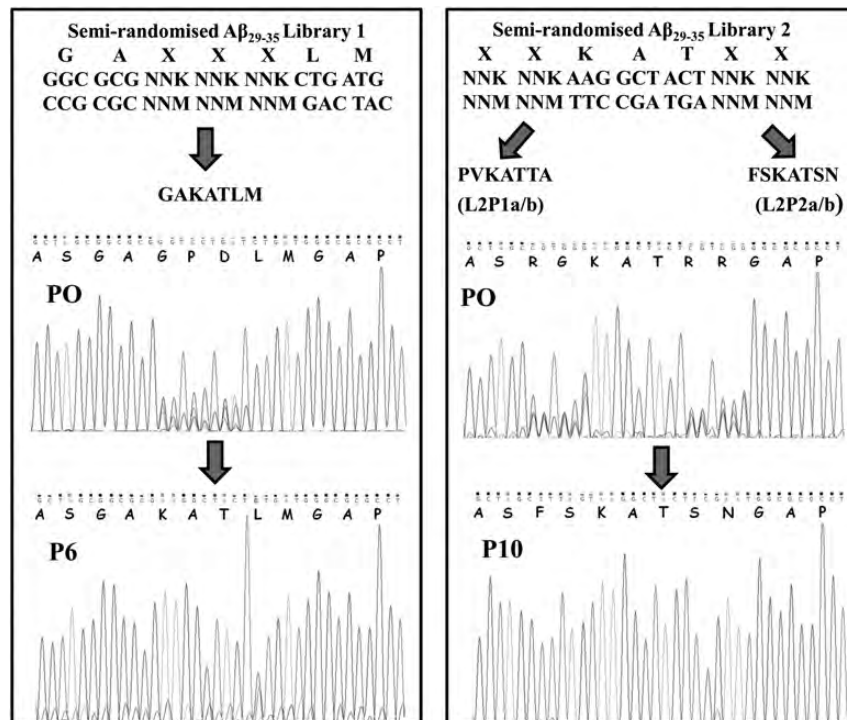 Semi-randomised Aβ29-35 Library 1
G A X X X L M
GGC GCG NNK NNK NNK CTG ATG
CCG CGC NNM NNM NNM GAC TAC
GAKATLM
A S G A G P D L M G A P
PO
A S G A K A T L M G A P
P6
Semi-randomised Aβ29-35 Library 2
X X K A T X X
NNK NNK AAG GCT ACT NNK NNK
NNM NNM TTC CGA TGA NNM NNM
PVKATTA
(L2P1a/b)
FSKATSN
(L2P2a/b)
A S R G K A T R R G A P
PO
A S F S K A T S N G A P
P10